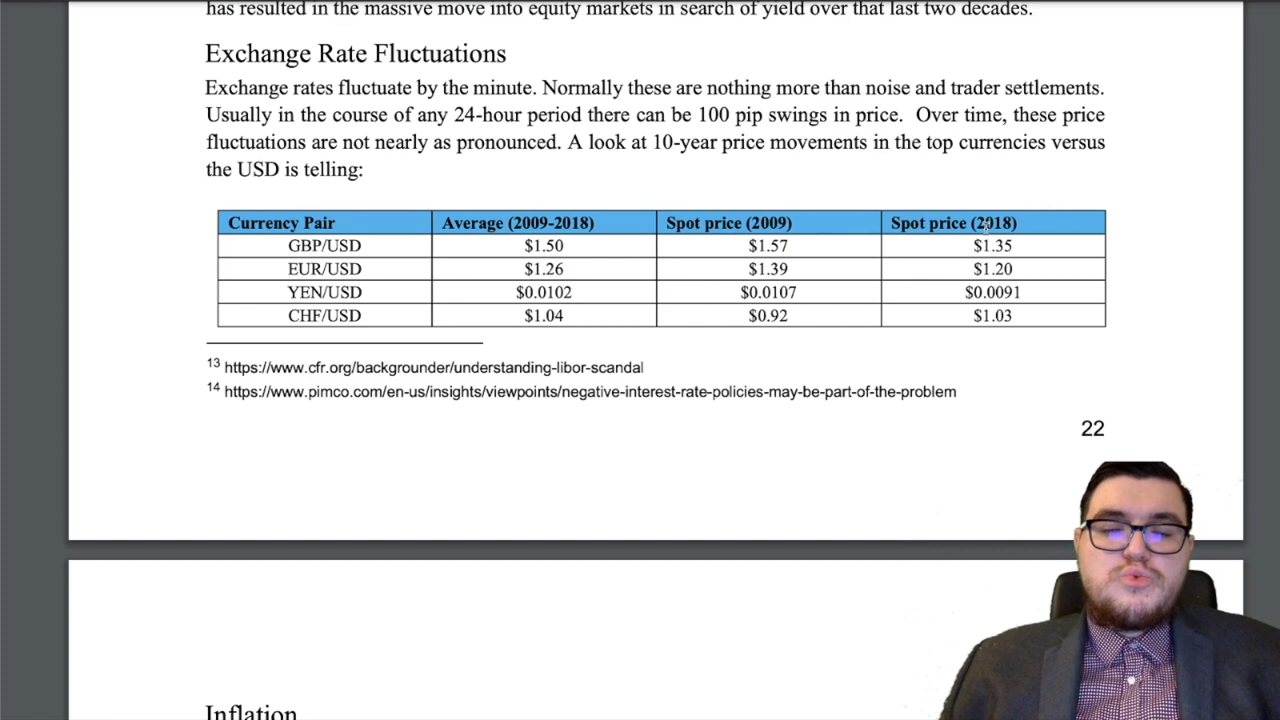 has resulted in the massive move into equity markets in search of yield over that last two decades.
Exchange Rate Fluctuations
Exchange rates fluctuate by the minute. Normally these are nothing more than noise and trader settlements.
Usually in the course of any 24-hour period there can be 100 pip swings in price. Over time, these price
fluctuations are not nearly as pronounced. A look at 10-year price movements in the top currencies versus
the USD is telling:
Currency Pair Average (2009-2018) Spot price (2009) Spot price (2018)
GBP/USD $1.50 $1.57 $1.35
EUR/USD $1.26 $1.39 $1.20
YEN/USD $0.0102 $0.0107 $0.0091
CHF/USD $1.04 $0.92 $1.03
13 https://www.cfr.org/backgrounder/understanding-libor-scandal
14 https://www.pimco.com/en-us/insights/viewpoints/negative-interest-rate-policies-may-be-part-of-the-problem
22
Inflation